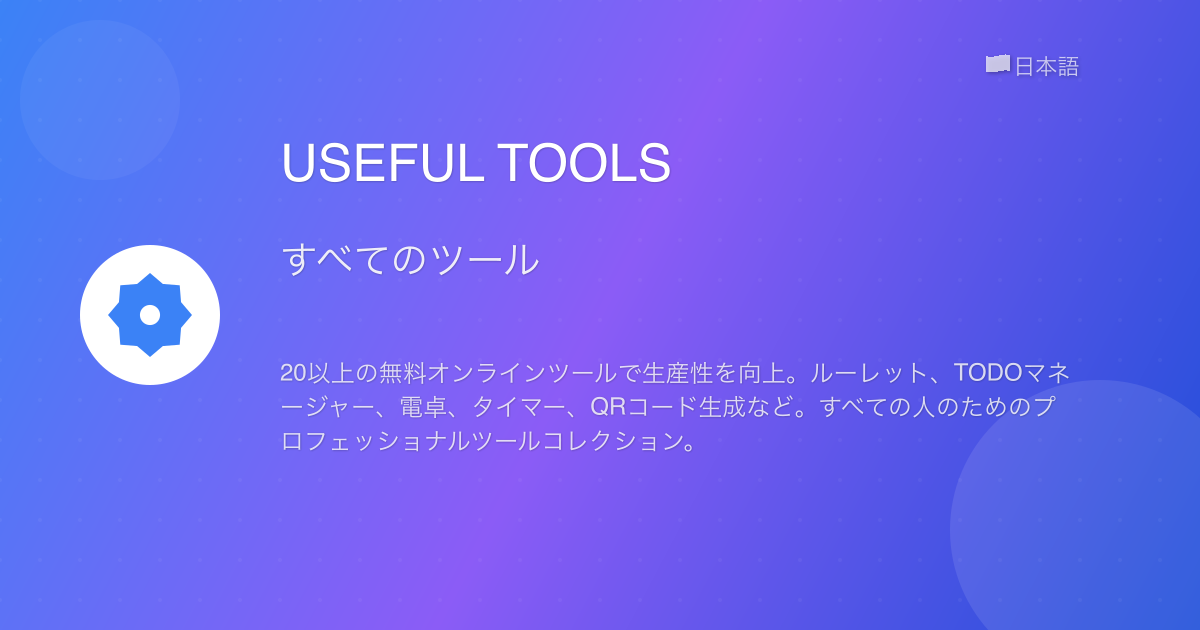 日本語
USEFUL TOOLS
すべてのツール
20以上の無料オンラインツールで生産性を向上。ルーレット、TODOマネ
ージャー、電卓、タイマー、QRコード生成など。すべての人のためのプ
ロフェッショナルツールコレクション。